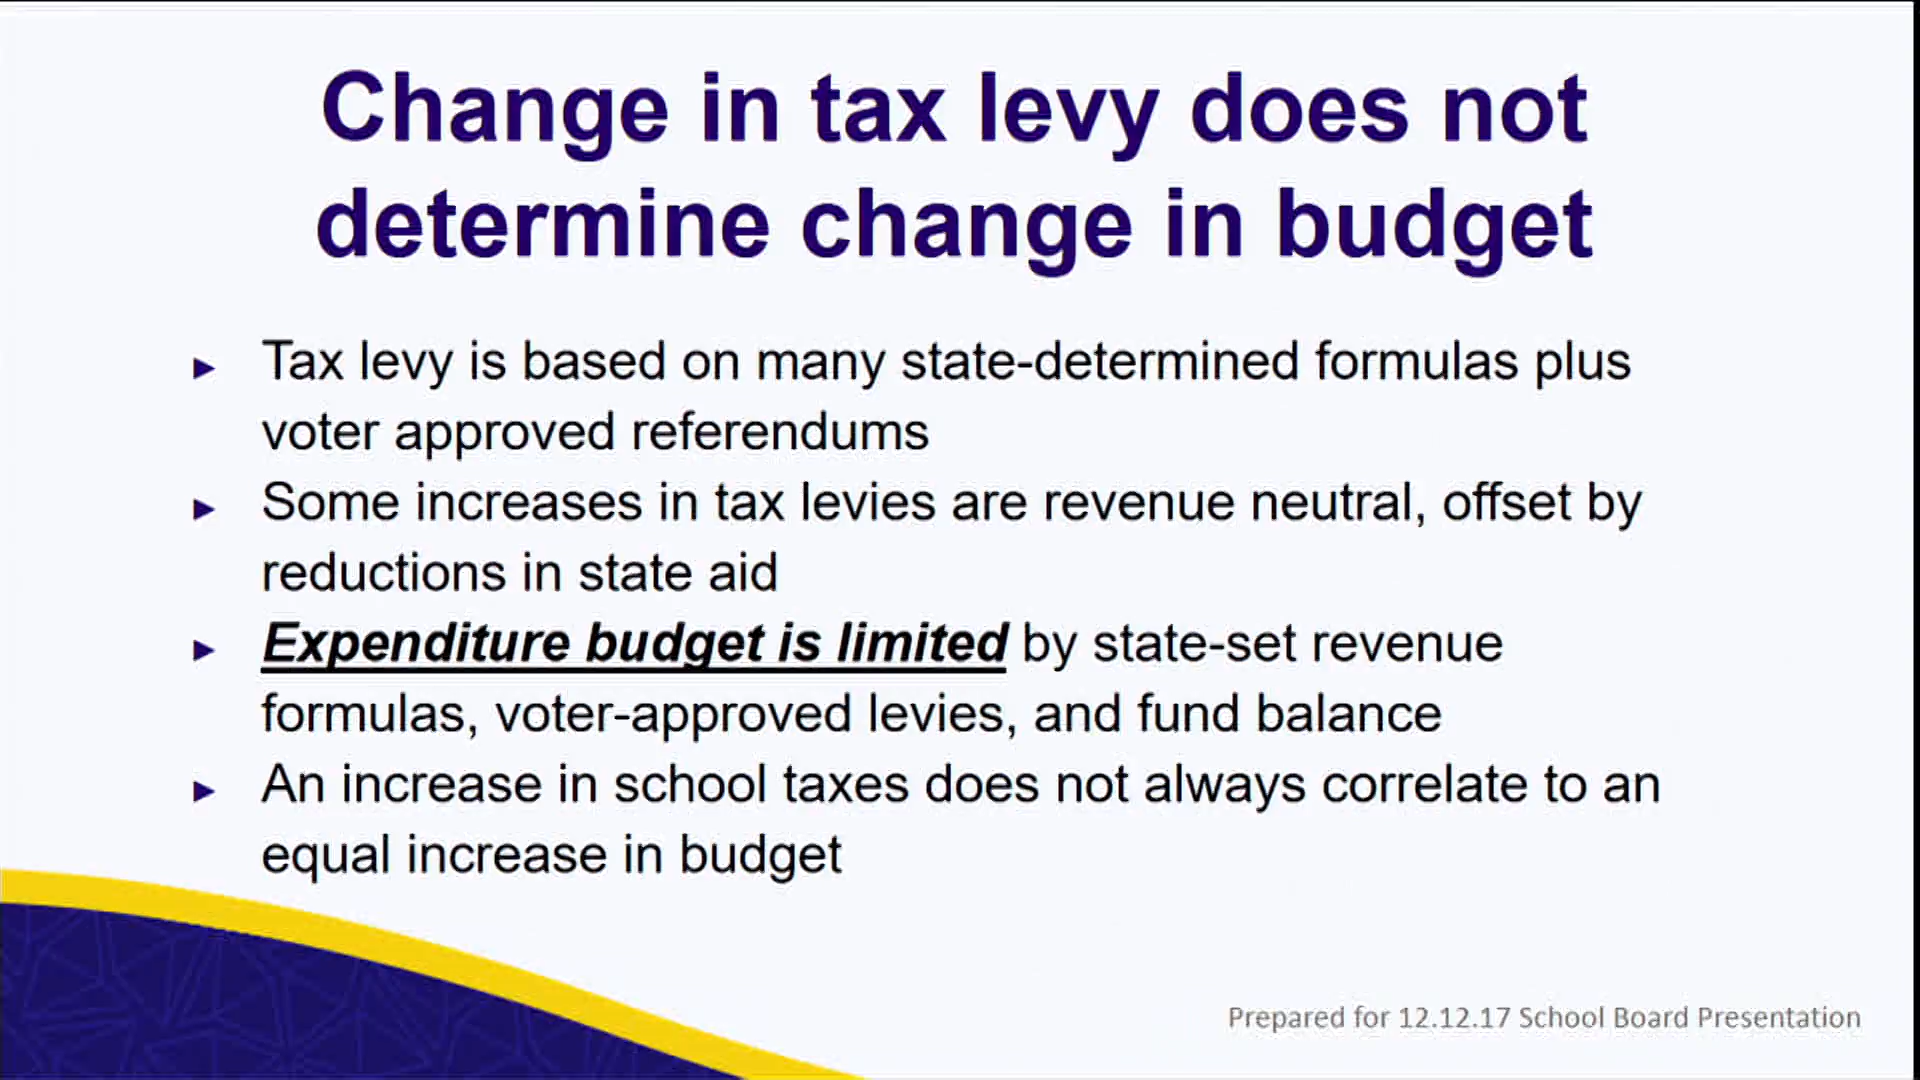 Change in tax levy does not
determine change in budget
► Tax levy is based on many state-determined formulas plus
voter approved referendums
► Some increases in tax levies are revenue neutral, offset by
reductions in state aid
► Expenditure budget is limited by state-set revenue
formulas, voter-approved levies, and fund balance
► An increase in school taxes does not always correlate to an
equal increase in budget
Prepared for 12.12.17 School Board Presentation